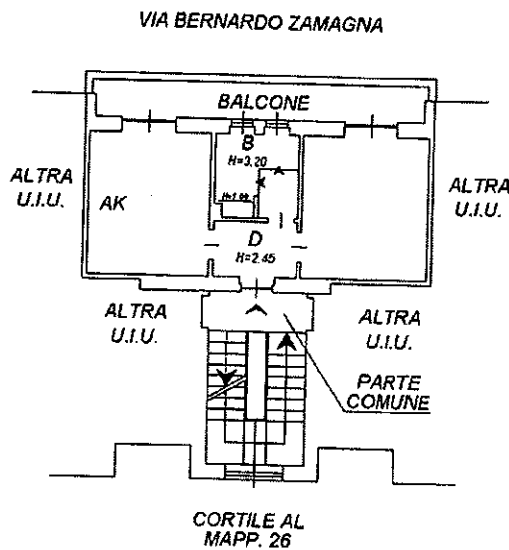 VIA BERNARDO ZAMAGNA
BALCONE
B
H=3.20
ALTRA
U.I.U.
AK
ALTRA
U.I.U.
D
H=2.45
ALTRA
U.I.U.
ALTRA
U.I.U.
PARTE
COMUNE
CORTILE AL
MAPP. 26